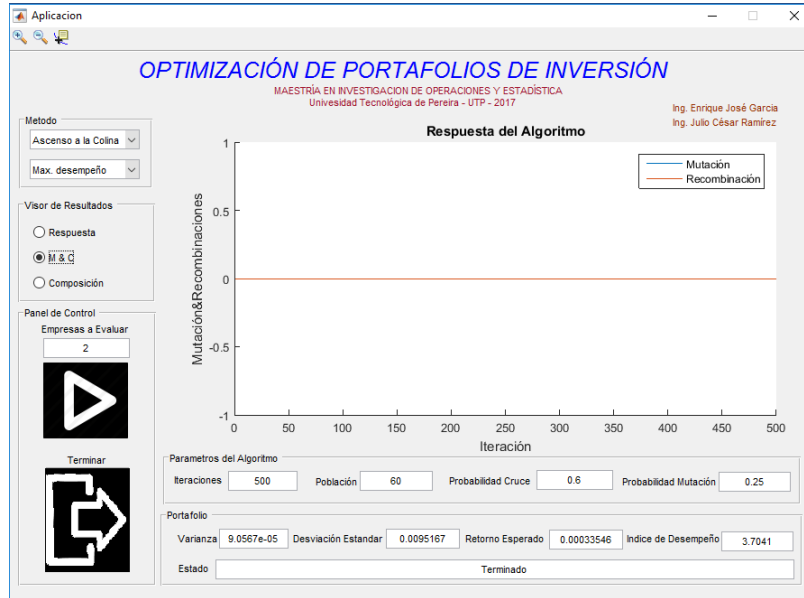 Aplicacion
OPTIMIZACIÓN DE PORTAFOLIOS DE INVERSIÓN
MAESTRÍA EN INVESTIGACION DE OPERACIONES Y ESTADÌSTICA
Univesidad Tecnológica de Pereira - UTP - 2017
Ing. Enrique José Garcia
Ing. Julio César Ramírez
Metodo
Ascenso a la Colina
Max. desempeño
Visor de Resultados
Respuesta
M & C
Composición
Panel de Control
Empresas a Evaluar
2
Terminar
Respuesta del Algoritmo
Mutación
Recombinación
Mutación&Recombinaciones
1
0.5
0
-0.5
-1
0 50 100 150 200 250 300 350 400 450 500
Iteración
Parametros del Algoritmo
Iteraciones 500 Población 60 Probabilidad Cruce 0.6 Probabilidad Mutación 0.25
Portafolio
Varianza 9.0567e-05 Desviación Estandar 0.0095167 Retorno Esperado 0.00033546 Indice de Desempeño 3.7041
Estado Terminado